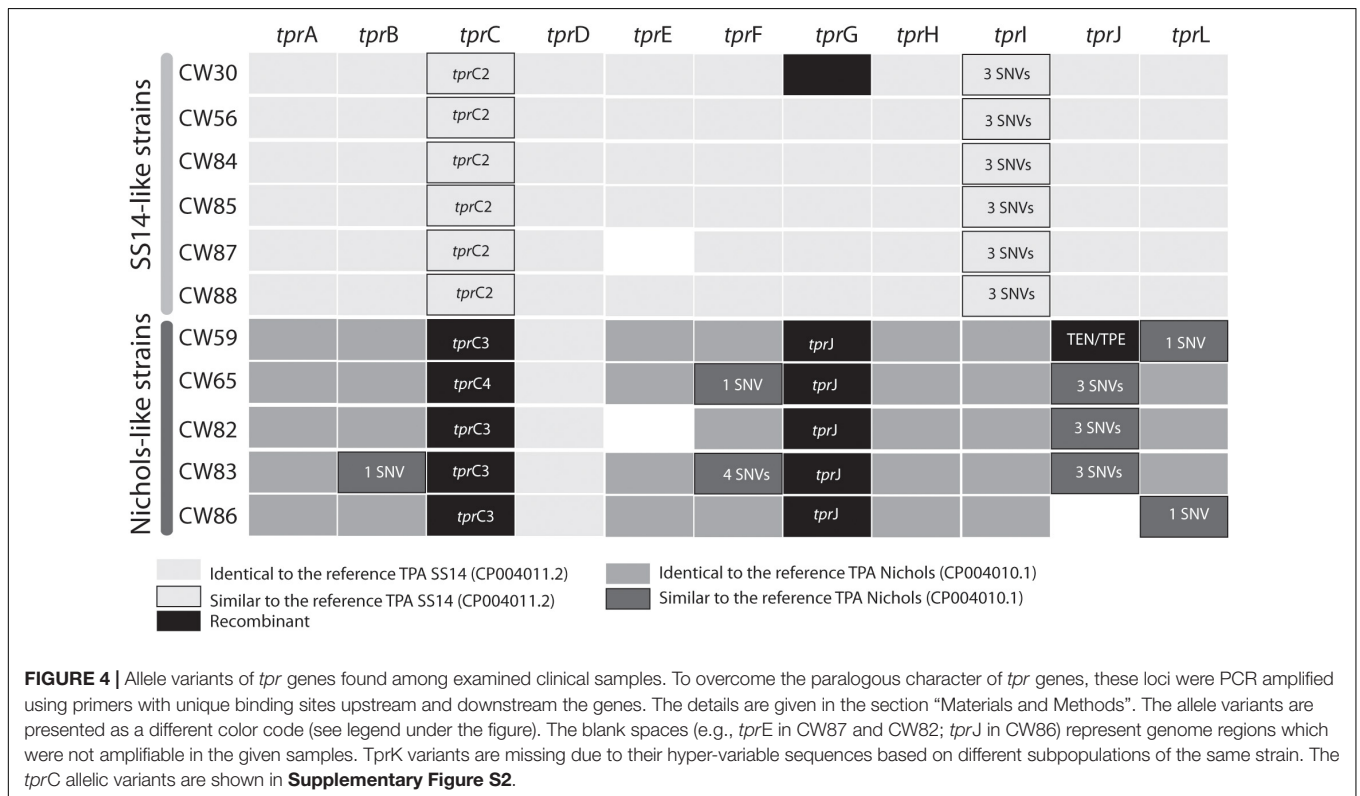 tprA tprB tprC tprD tprE tprF tprG tprH tprI tprJ tprL
SS14-like strains
CW30 tprC2 3 SNVs
CW56 tprC2 3 SNVs
CW84 tprC2 3 SNVs
CW85 tprC2 3 SNVs
CW87 tprC2 3 SNVs
CW88 tprC2 3 SNVs
Nichols-like strains
CW59 tprC3 tprJ TEN/TPE 1 SNV
CW65 tprC4 1 SNV tprJ 3 SNVs
CW82 tprC3 tprJ 3 SNVs
CW83 1 SNV tprC3 4 SNVs tprJ 3 SNVs
CW86 tprC3 tprJ 1 SNV
Identical to the reference TPA SS14 (CP004011.2)
Similar to the reference TPA SS14 (CP004011.2)
Recombinant
Identical to the reference TPA Nichols (CP004010.1)
Similar to the reference TPA Nichols (CP004010.1)
FIGURE 4 | Allele variants of tpr genes found among examined clinical samples. To overcome the paralogous character of tpr genes, these loci were PCR amplified
using primers with unique binding sites upstream and downstream the genes. The details are given in the section “Materials and Methods”. The allele variants are
presented as a different color code (see legend under the figure). The blank spaces (e.g., tprE in CW87 and CW82; tprJ in CW86) represent genome regions which
were not amplifiable in the given samples. TprK variants are missing due to their hyper-variable sequences based on different subpopulations of the same strain. The
tprC allelic variants are shown in Supplementary Figure S2.